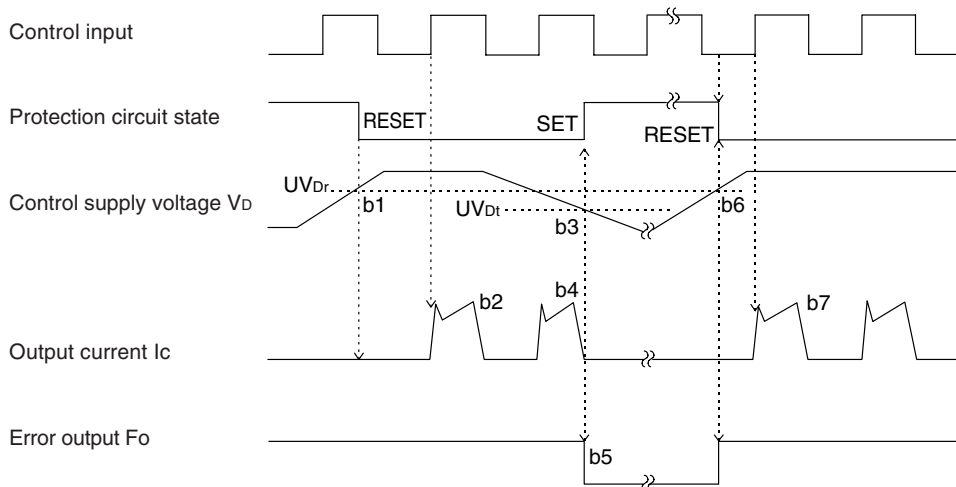 Control input
Protection circuit state
RESET
SET
RESET
UVDr
b1
Control supply voltage VD
UVDt
b3
b6
b2
b4
b7
Output current Ic
Error output Fo
b5